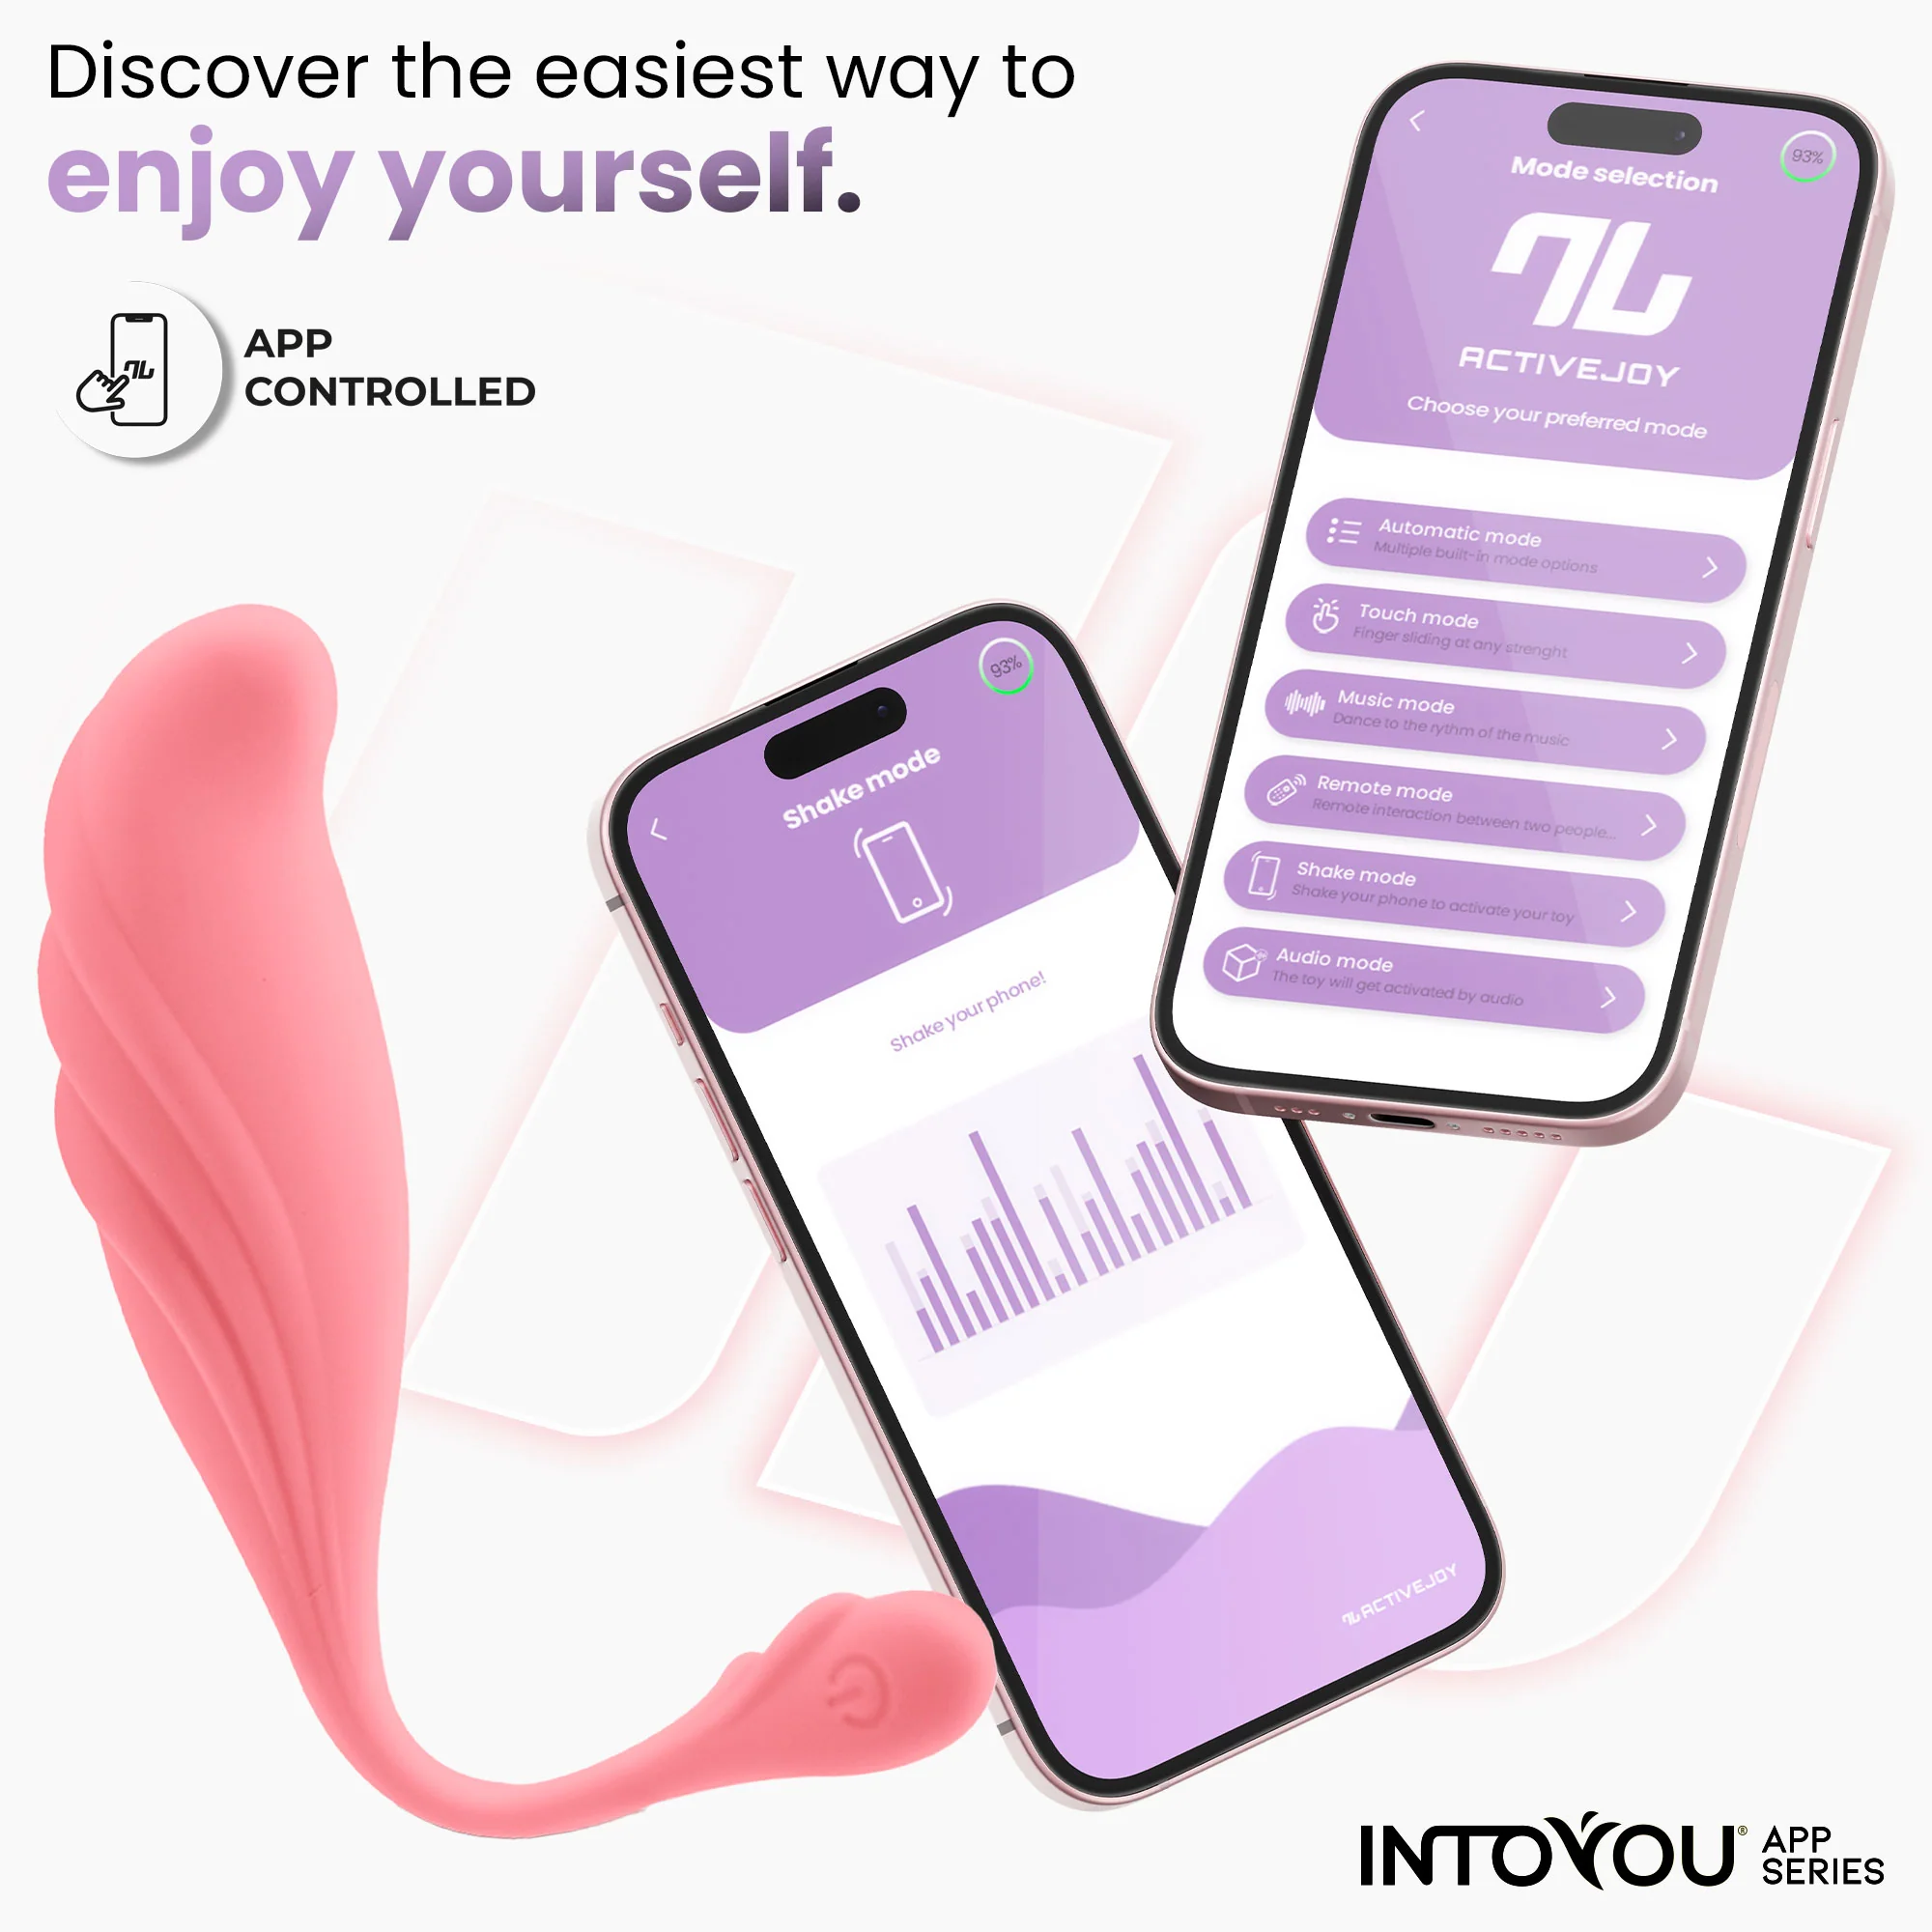 Discover the easiest way to
enjoy yourself.
APP
CONTROLLED
93%
Mode selection
ACTIVEJOY
Choose your preferred mode
Automatic mode
Multiple built-in mode options
Touch mode
Finger sliding at any strenght
Music mode
Dance to the rythm of the music
Remote mode
Remote interaction between two people...
Shake mode
Shake your phone to activate your toy
Audio mode
The toy will get activated by audio
93%
Shake mode
Shake your phone!
ACTIVEJOY
INTOYOU® APP
SERIES